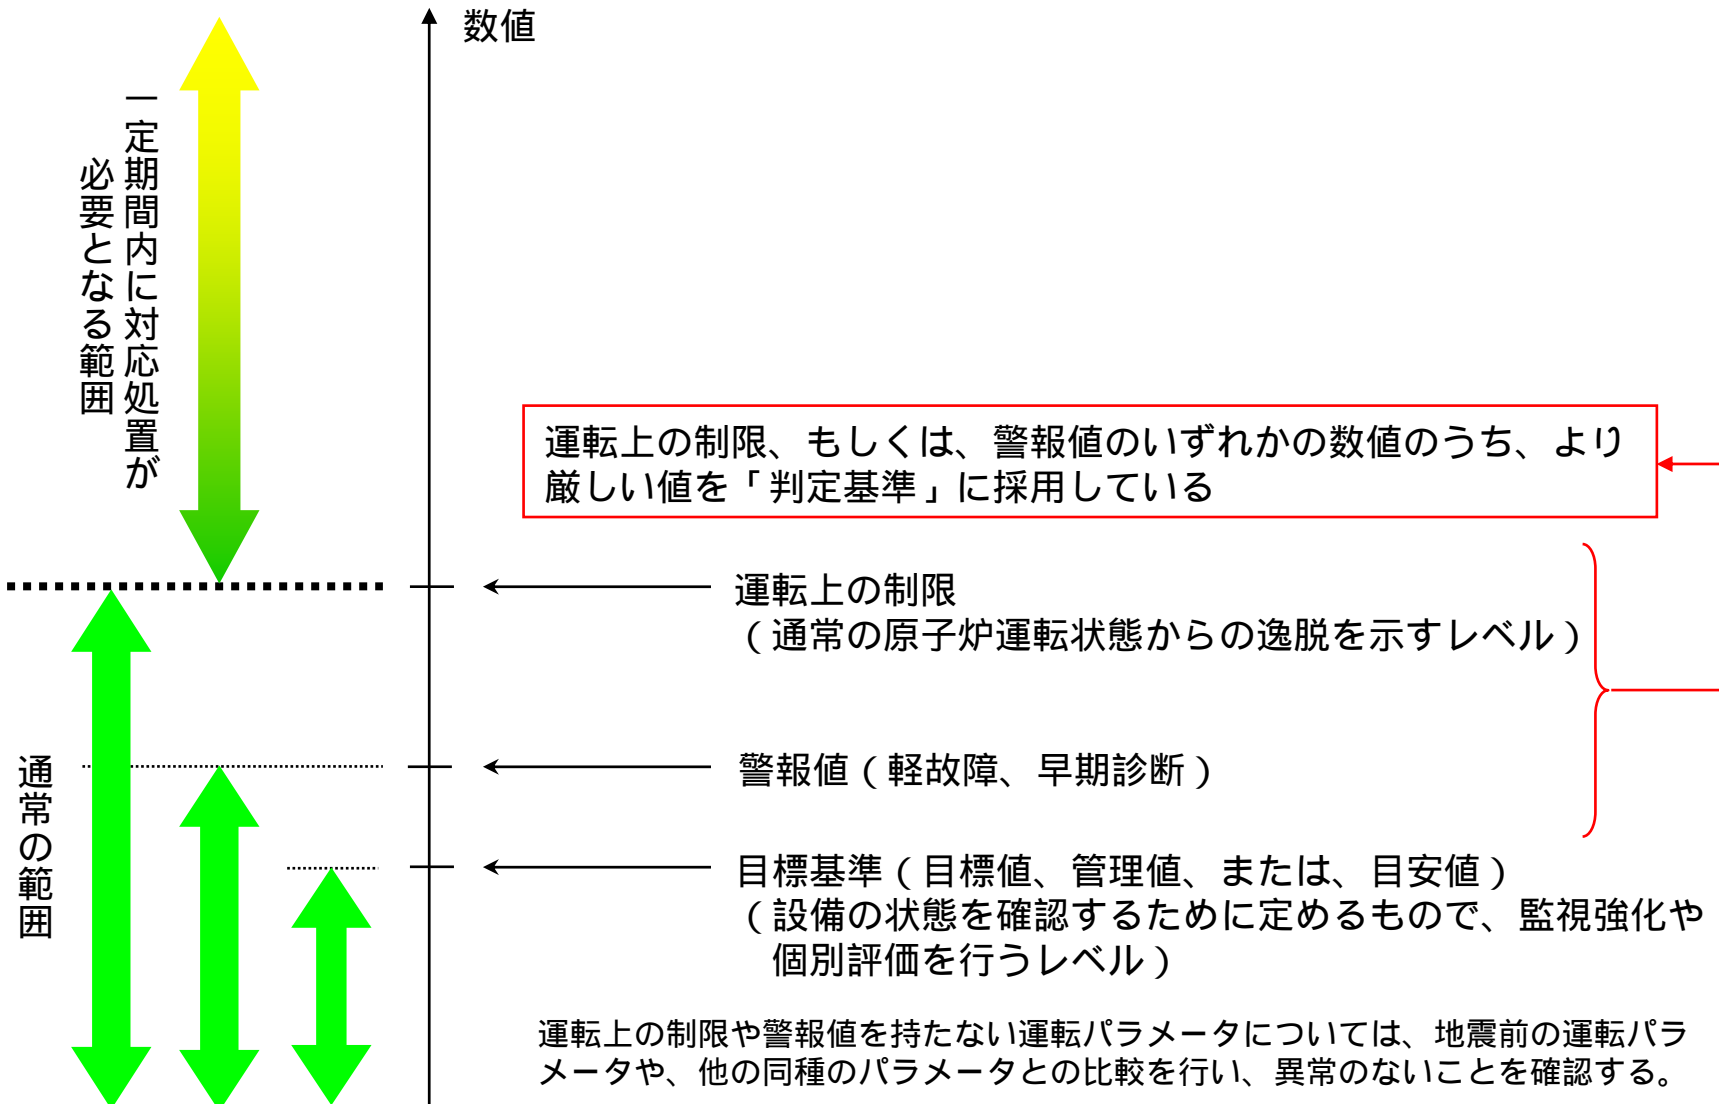 数値
一定期間内に対応処置が
必要となる範囲
運転上の制限、もしくは、警報値のいずれかの数値のうち、より
厳しい値を「判定基準」に採用している
運転上の制限
（通常の原子炉運転状態からの逸脱を示すレベル）
警報値（軽故障、早期診断）
通常の範囲
目標基準（目標値、管理値、または、目安値）
（設備の状態を確認するために定めるもので、監視強化や
個別評価を行うレベル）
運転上の制限や警報値を持たない運転パラメータについては、地震前の運転パラ
メータや、他の同種のパラメータとの比較を行い、異常のないことを確認する。